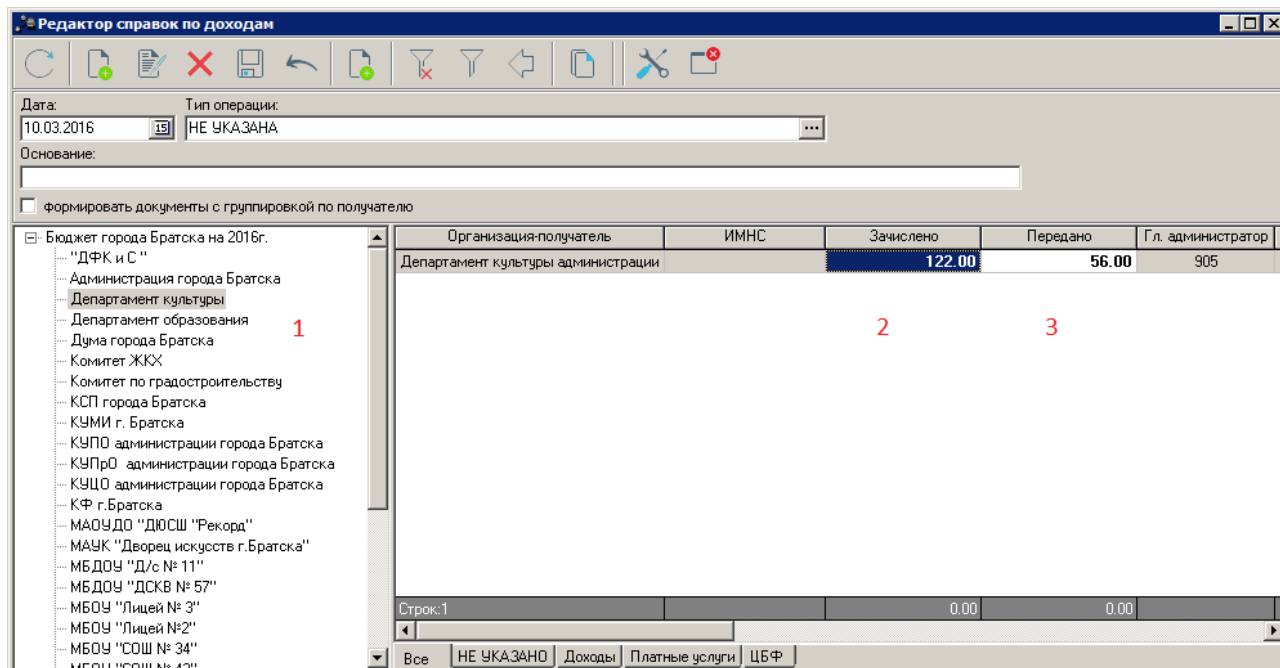 Редактор справок по доходам
Дата: Тип операции:
10.03.2016 15 НЕ УКАЗАНА ...
Основание:
формировать документы с группировкой по получателю
Бюджет города Братска на 2016г.
"ДФК и С "
Администрация города Братска
Департамент культуры
Департамент образования
Дума города Братска
Комитет ЖКХ
Комитет по градостроительству
КСП города Братска
КУМИ г. Братска
КУПО администрации города Братска
КУПрО администрации города Братска
КУЦО администрации города Братска
КФ г.Братска
МАОУДО "ДЮСШ "Рекорд"
МАУК "Дворец искусств г.Братска"
МБДОУ "Д/с № 11"
МБДОУ "ДСКВ № 57"
МБОУ "Лицей № 3"
МБОУ "Лицей №2"
МБОУ "СОШ № 34"
1
Организация-получатель ИМНС Зачислено Передано Гл. администратор
Департамент культуры администрации 122.00 56.00 905
2 3
Строк:1 0.00 0.00
Все НЕ УКАЗАНО Доходы Платные услуги ЦБФ